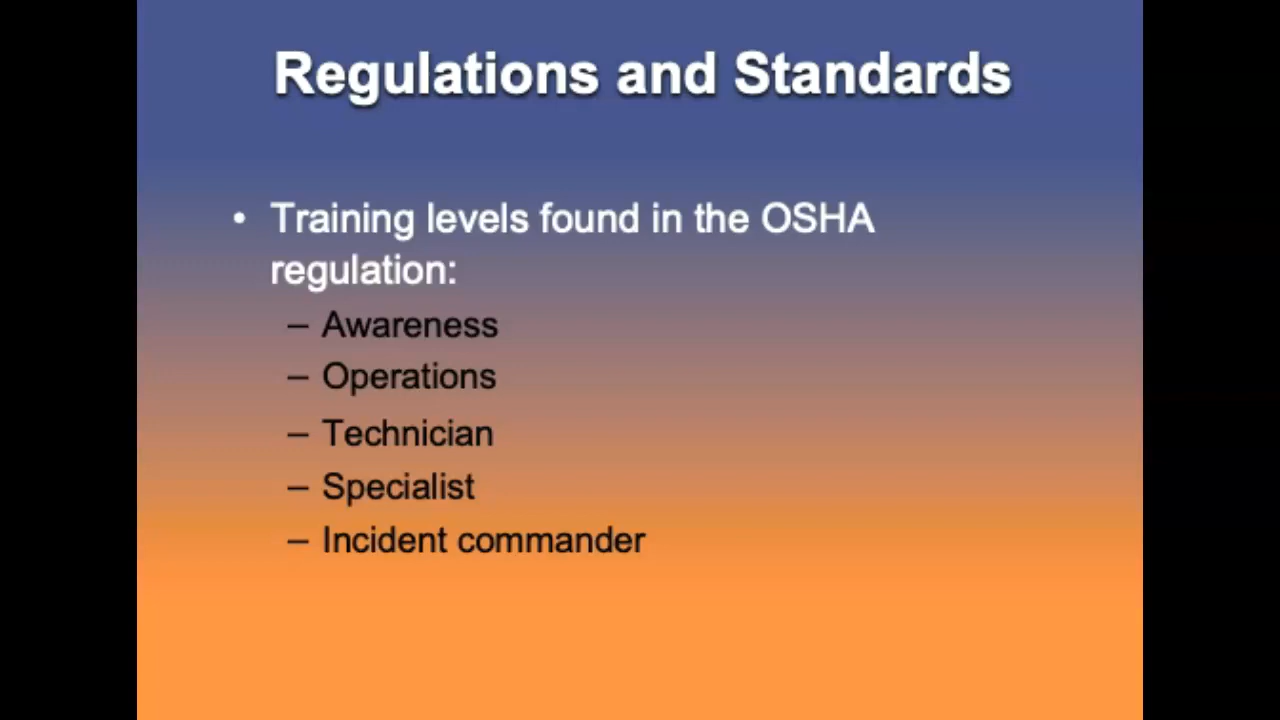 Regulations and Standards
• Training levels found in the OSHA
regulation:
– Awareness
– Operations
– Technician
– Specialist
– Incident commander